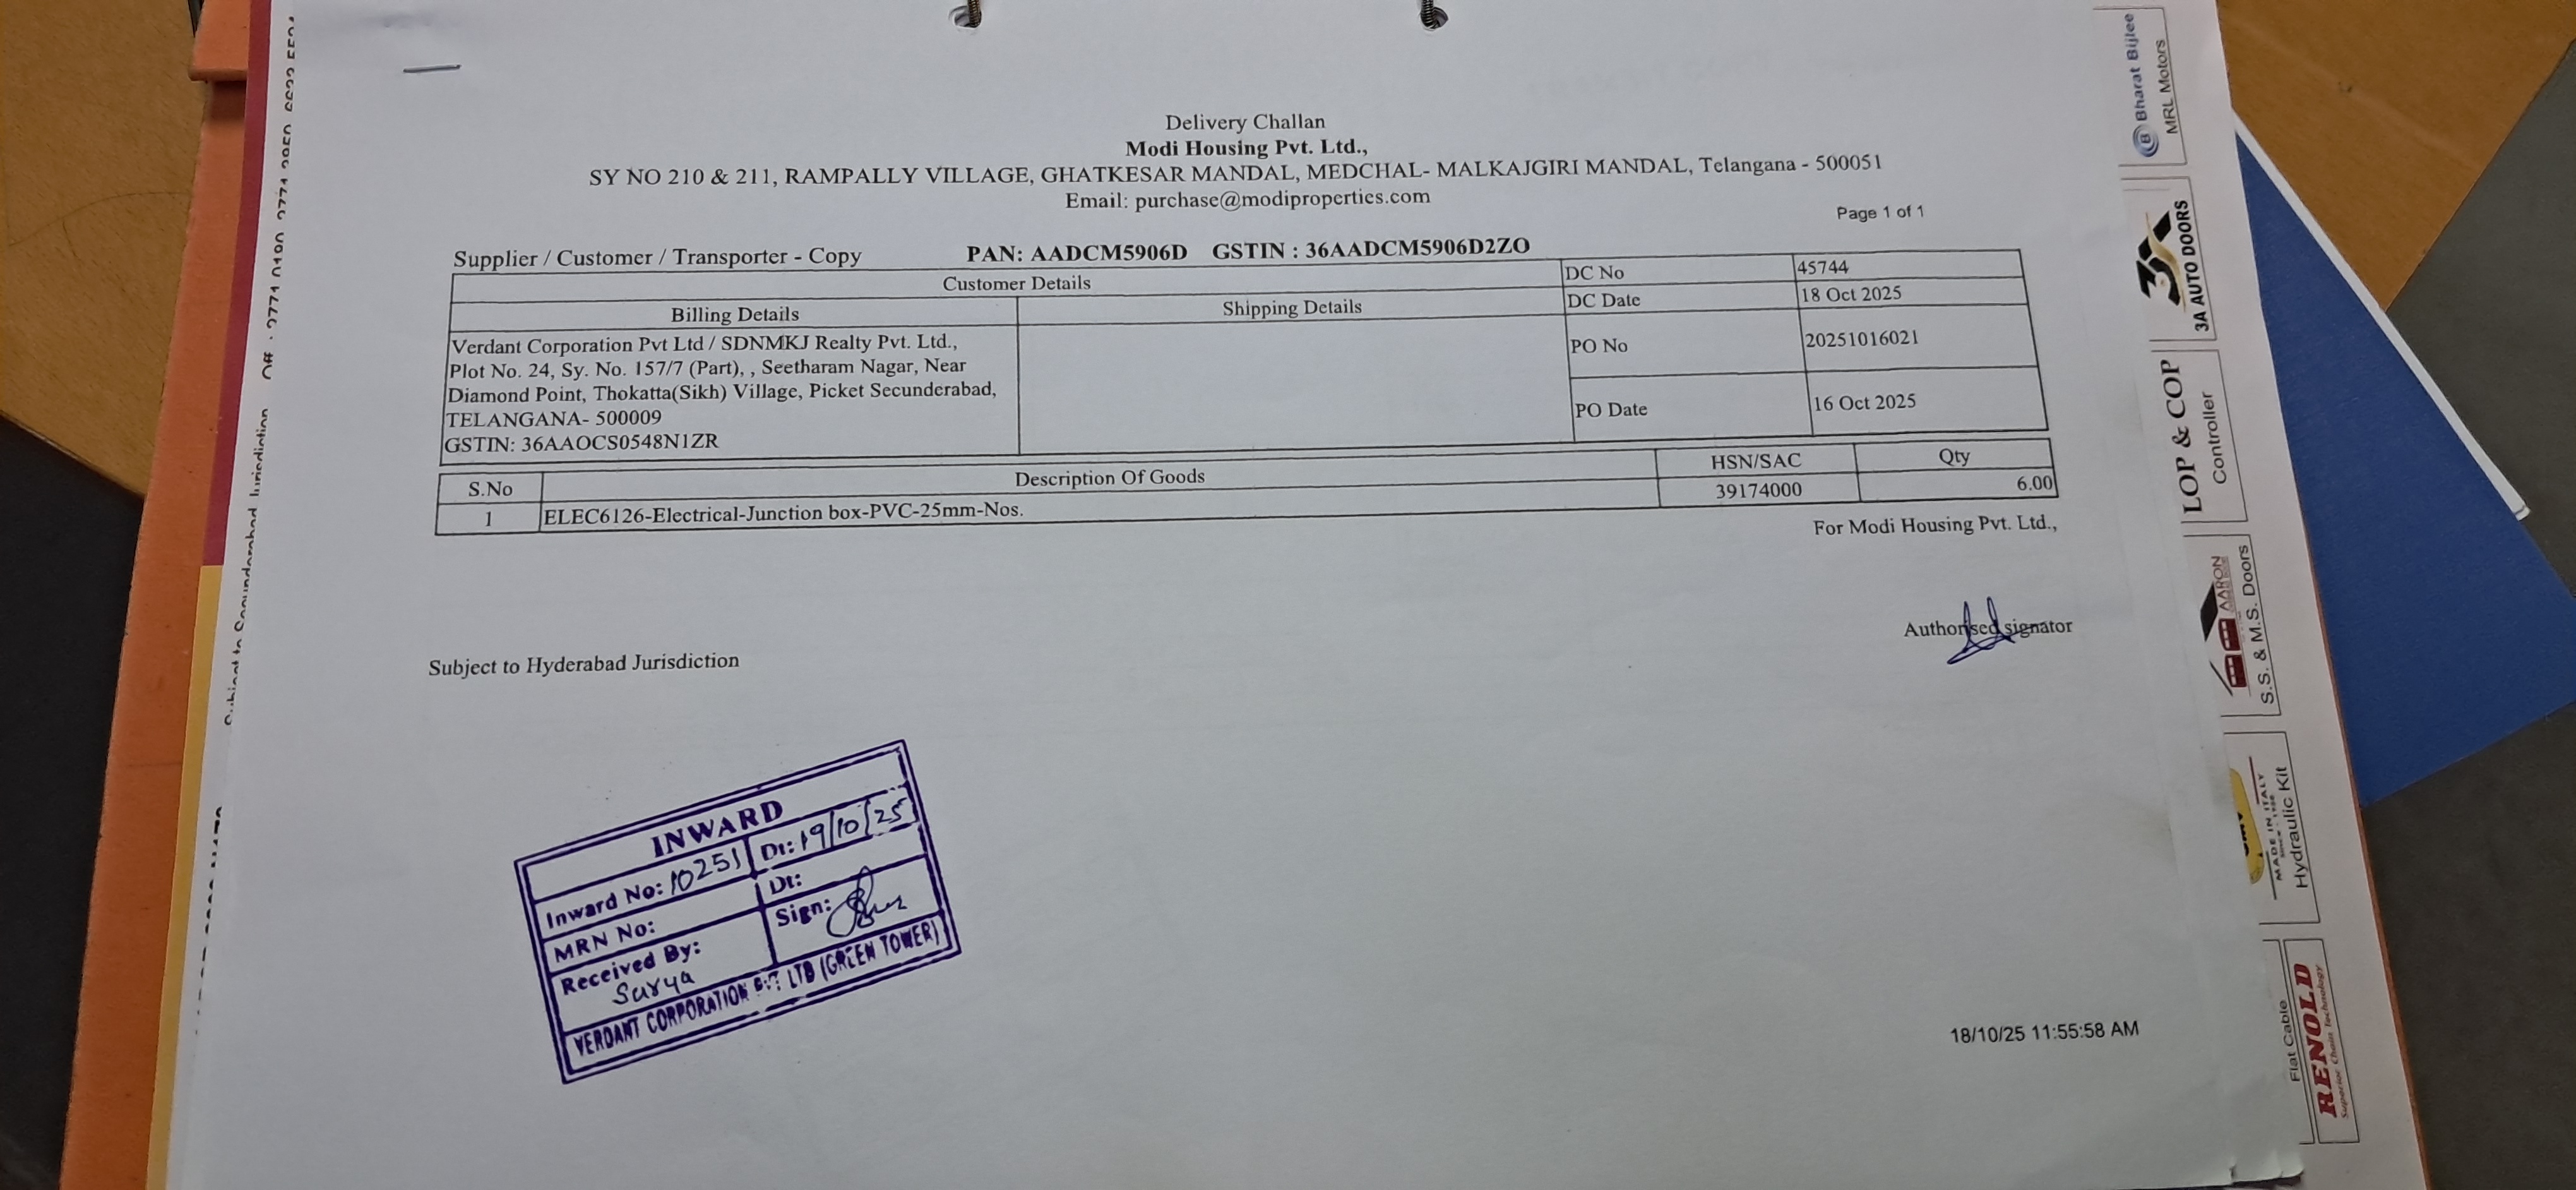 Delivery Challan
Modi Housing Pvt. Ltd.,
SY NO 210 & 211, RAMPALLY VILLAGE, GHATKESAR MANDAL, MEDCHAL- MALKAJGIRI MANDAL, Telangana - 500051
Email: purchase@modiproperties.com
Page 1 of 1
Supplier / Customer / Transporter - Copy PAN: AADCM5906D GSTIN : 36AADCM5906D2ZO
Customer Details
DC No 45744
Billing Details Shipping Details
DC Date 18 Oct 2025
Verdant Corporation Pvt Ltd / SDNMKJ Realty Pvt. Ltd.,
Plot No. 24, Sy. No. 157/7 (Part), , Seetharam Nagar, Near
Diamond Point, Thokatta(Sikh) Village, Picket Secunderabad,
TELANGANA- 500009
GSTIN: 36AAOCS0548N1ZR
PO No 20251016021
PO Date 16 Oct 2025
S.No Description Of Goods HSN/SAC Qty
1 ELEC6126-Electrical-Junction box-PVC-25mm-Nos. 39174000 6.00
For Modi Housing Pvt. Ltd.,
Authorised signator
Subject to Hyderabad Jurisdiction
INWARD
Inward No: 10251 Dt: 19/10/25
MRN No: Dt:
Received By: Surya Sign:
VERDANT CORPORATION PVT LTD (GREEN TOWER)
18/10/25 11:55:58 AM
Bharat Bijlee
MRL Motors
3A AUTO DOORS
LOP & COP
Controller
AARON
S.S. & M.S. Doors
MADE IN ITALY
Hydraulic Kit
Flat Cable
RENOLD
Superior Chain Technology